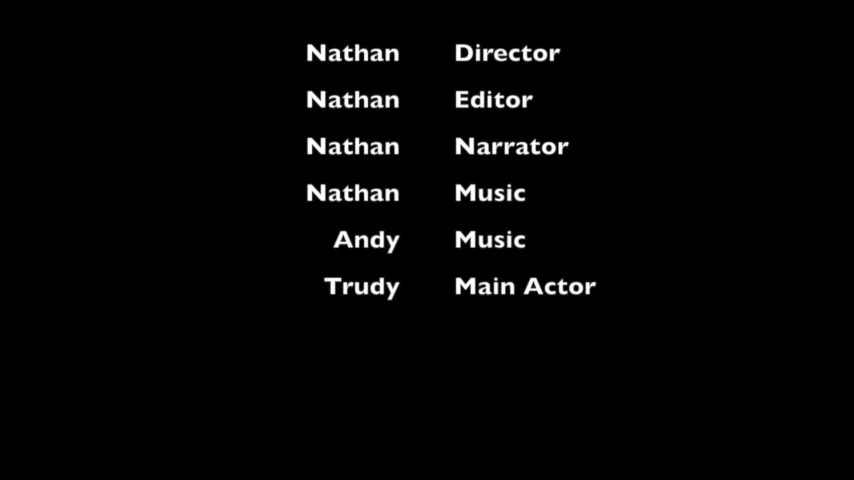 Nathan Director
Nathan Editor
Nathan Narrator
Nathan Music
Andy Music
Trudy Main Actor